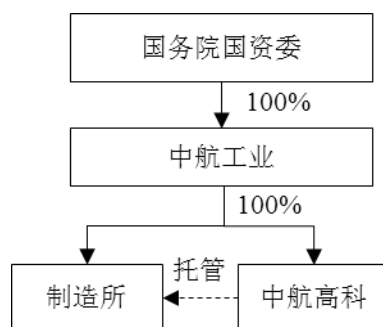 国务院国资委
100%
中航工业
100%
托管
制造所
中航高科